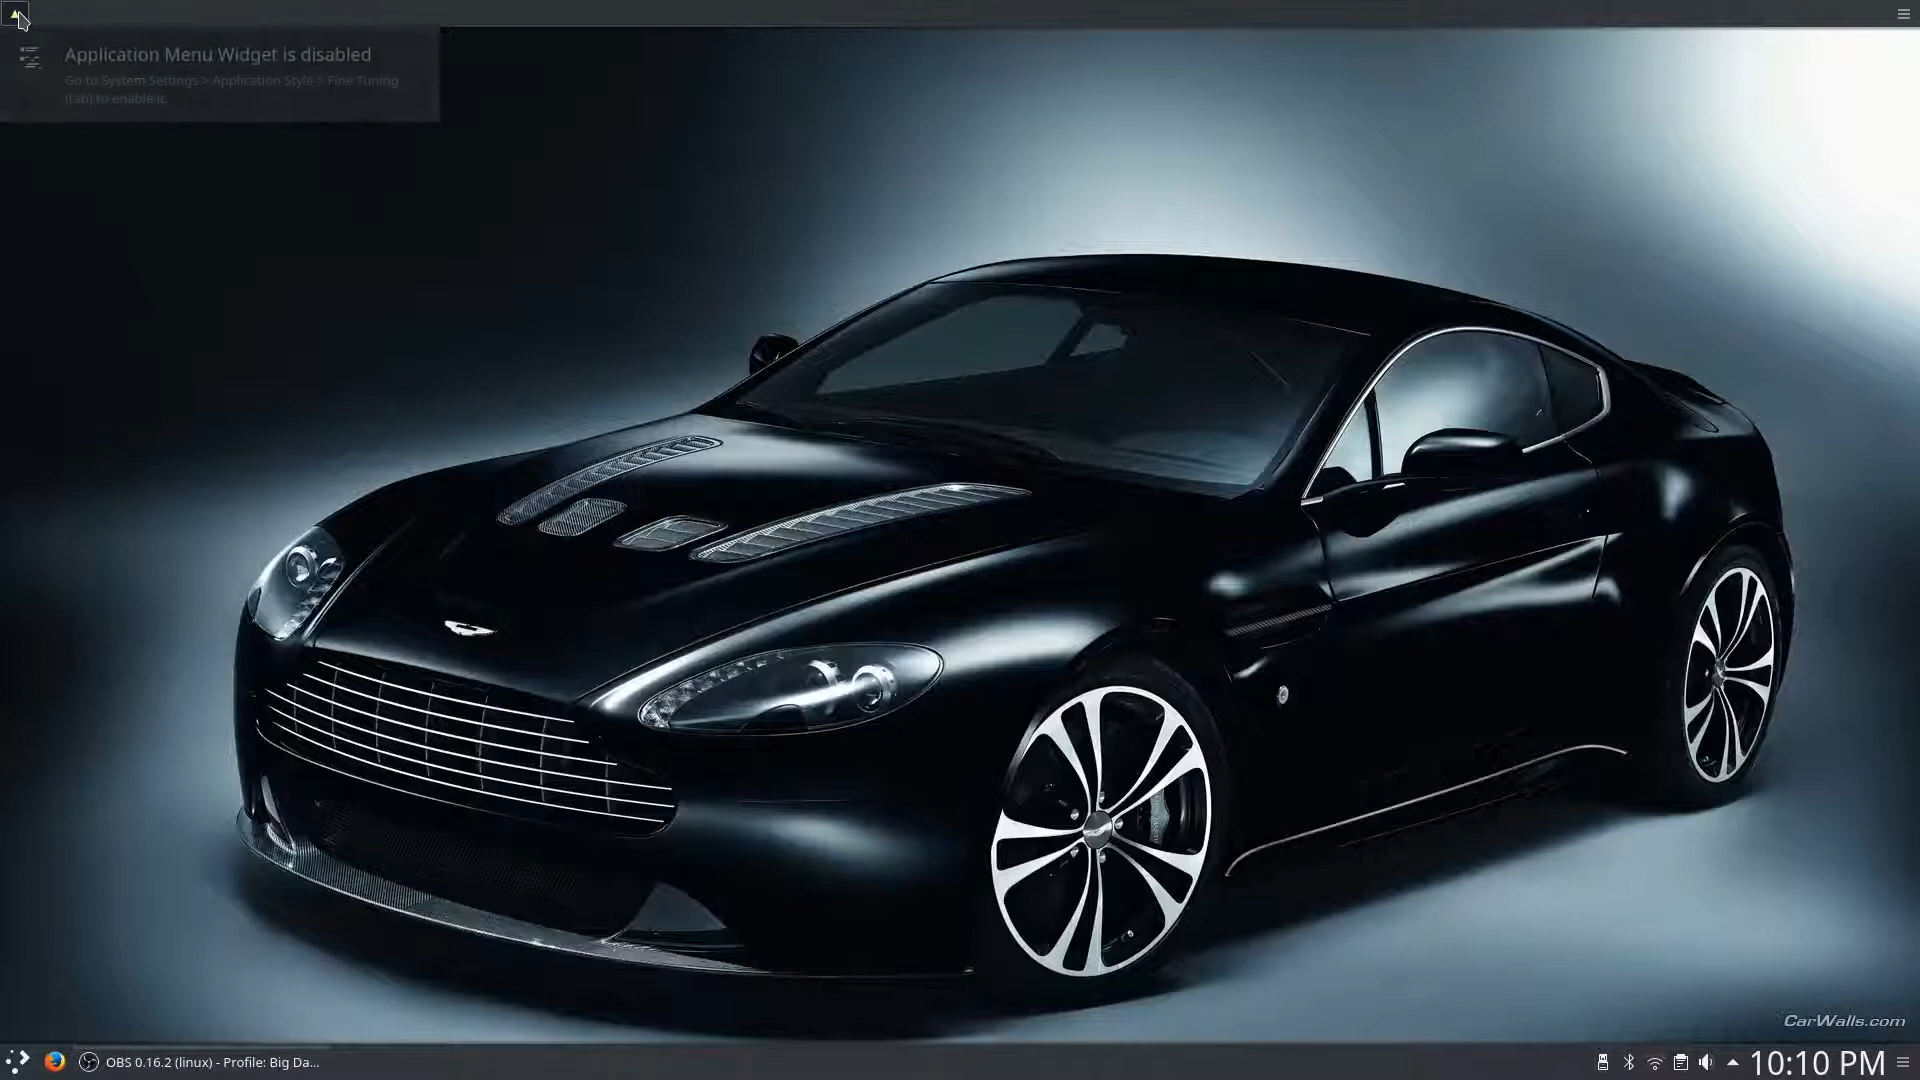 Application Menu Widget is disabled
Go to System Settings > Application Style > Fine Tuning
(tab) to enable it.
CarWalls.com
OBS 0.16.2 (linux) - Profile: Big Da...
10:10 PM